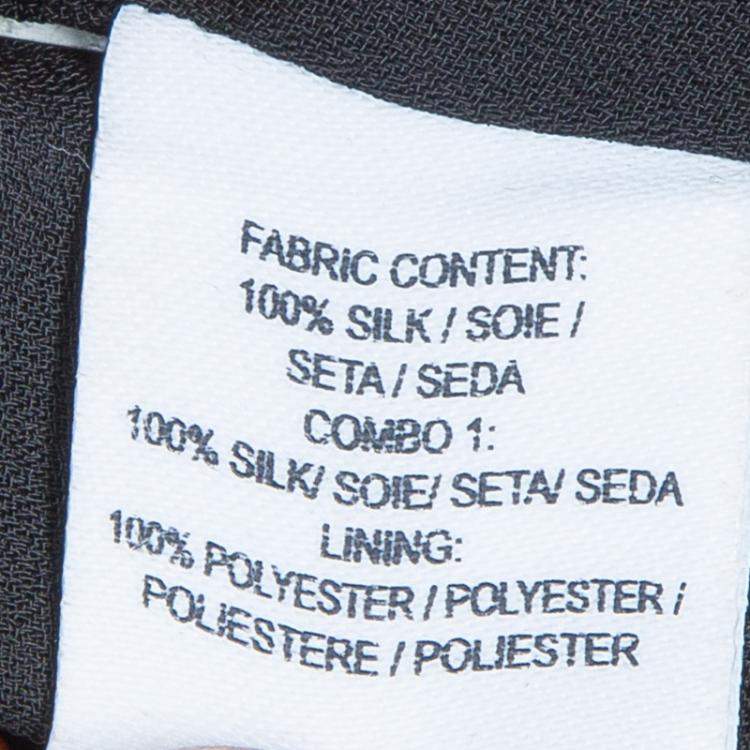 FABRIC CONTENT:
100% SILK / SOIE /
SETA / SEDA
COMBO 1:
100% SILK/ SOIE/ SETA/ SEDA
LINING:
100% POLYESTER / POLYESTER /
POLIESTERE / POLIESTER